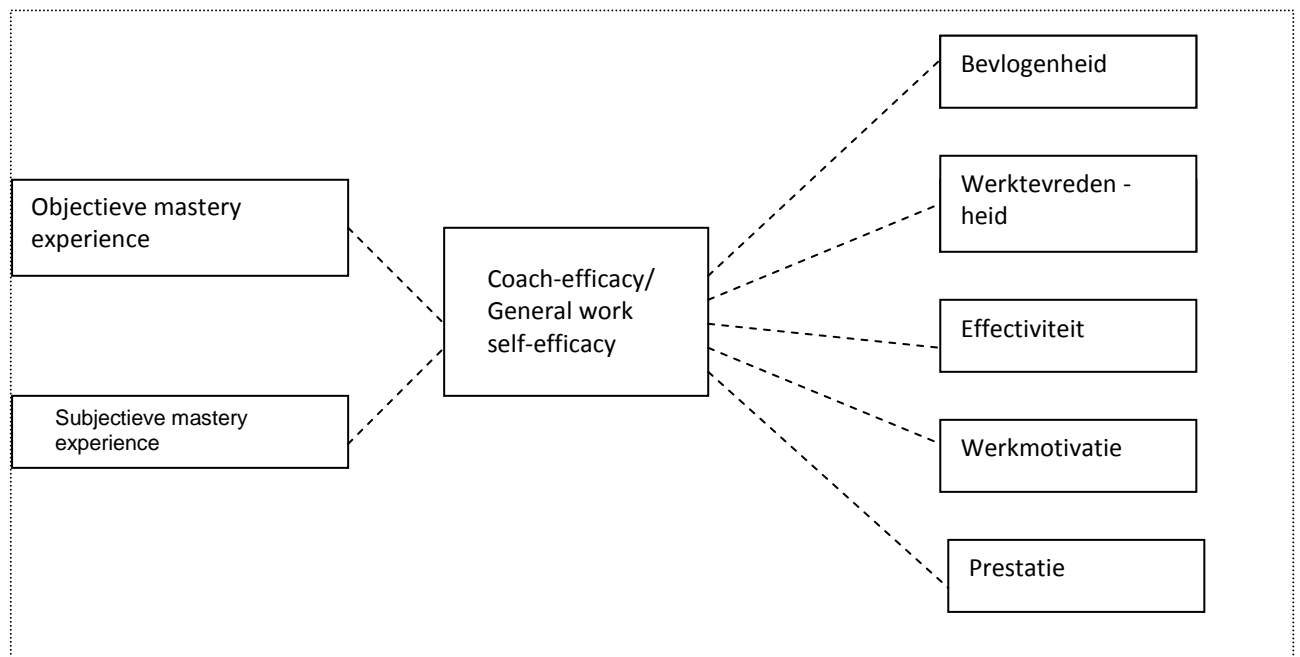 Objectieve mastery
experience
Subjectieve mastery
experience
Coach-efficacy/
General work
self-efficacy
Bevlogenheid
Werktevreden -
heid
Effectiviteit
Werkmotivatie
Prestatie